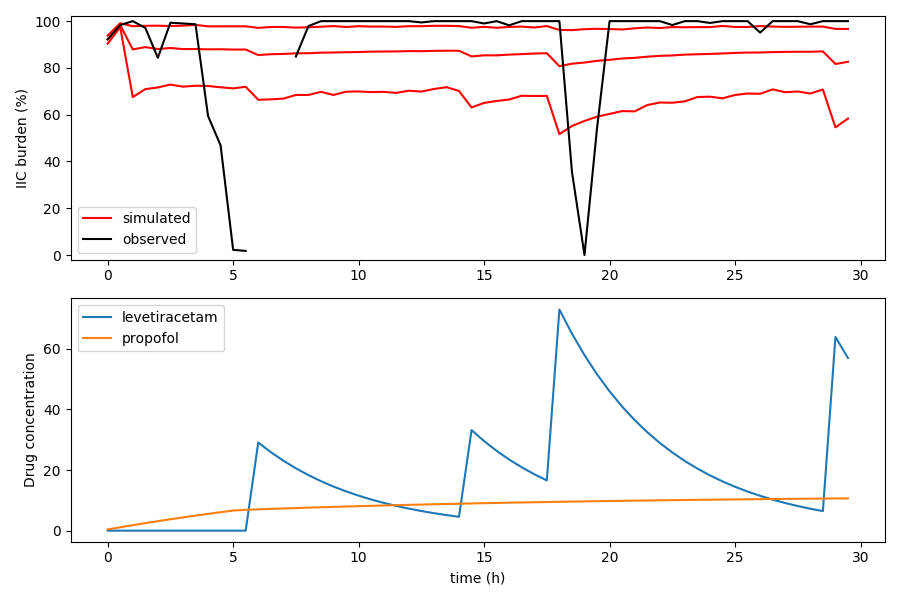 100
80
60
40
20
0
IIC burden (%)
simulated
observed
0 5 10 15 20 25 30
levetiracetam
propofol
60
40
20
0
Drug concentration
0 5 10 15 20 25 30
time (h)